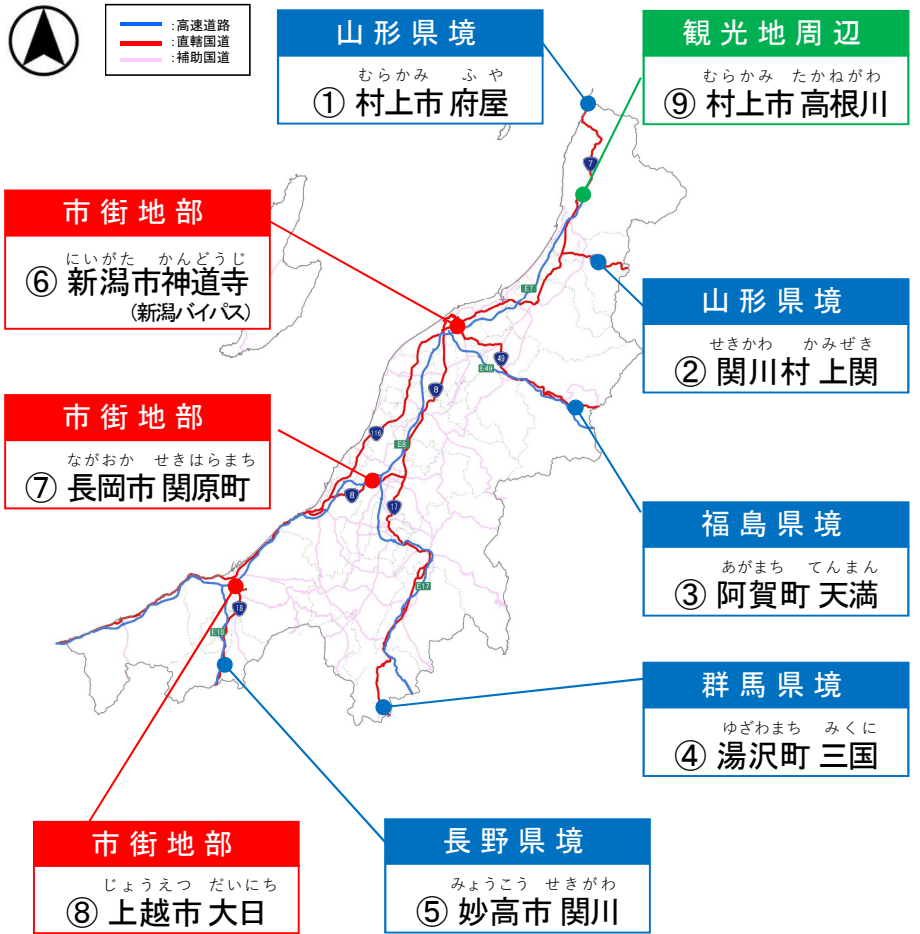 :高速道路
:直轄国道
:補助国道
山形県境
むらかみ ふや
① 村上市 府屋
観光地周辺
むらかみ たかねがわ
⑨ 村上市 高根川
市街地部
にいがた かんどうじ
⑥ 新潟市神道寺
(新潟バイパス)
山形県境
せきかわ かみぜき
② 関川村 上関
市街地部
ながおか せきはらまち
⑦ 長岡市 関原町
福島県境
あがまち てんまん
③ 阿賀町 天満
群馬県境
ゆざわまち みくに
④ 湯沢町 三国
市街地部
じょうえつ だいにち
⑧ 上越市 大日
長野県境
みょうこう せきがわ
⑤ 妙高市 関川
7
E7
49
E49
8
116
E8
8
17
E17
18
E18